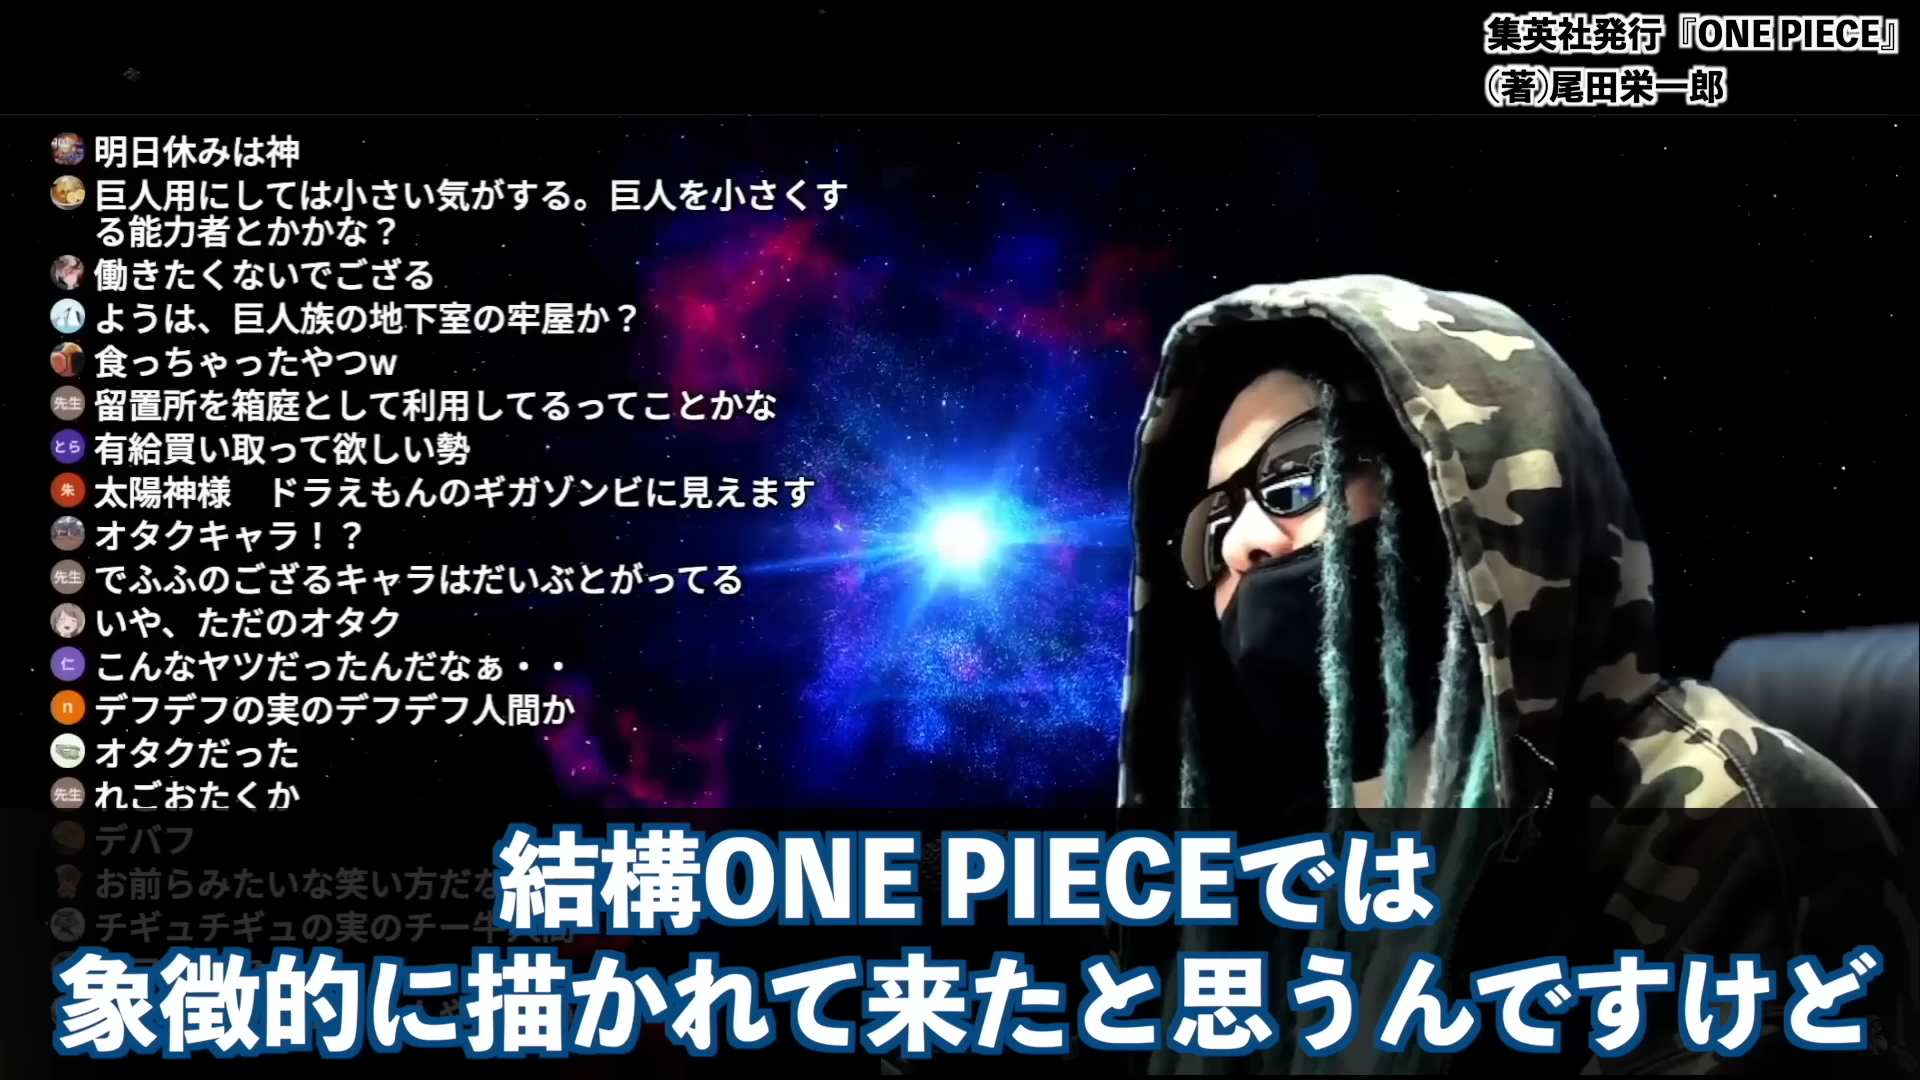 集英社発行『ONE PIECE』
(著)尾田栄一郎
明日休みは神
巨人用にしては小さい気がする。巨人を小さくす
る能力者とかかな？
働きたくないでござる
ようは、巨人族の地下室の牢屋か？
食っちゃったやつw
先生 留置所を箱庭として利用してるってことかな
とら 有給買い取って欲しい勢
朱 太陽神様　ドラえもんのギガゾンビに見えます
オタクキャラ！？
先生 でふふのござるキャラはだいぶとがってる
いや、ただのオタク
仁 こんなヤツだったんだなぁ・・
n デフデフの実のデフデフ人間か
オタクだった
先生 れごおたくか
デバフ
お前らみたいな笑い方だな
チギュチギュの実のチー牛人間
結構ONE PIECEでは
象徴的に描かれて来たと思うんですけど